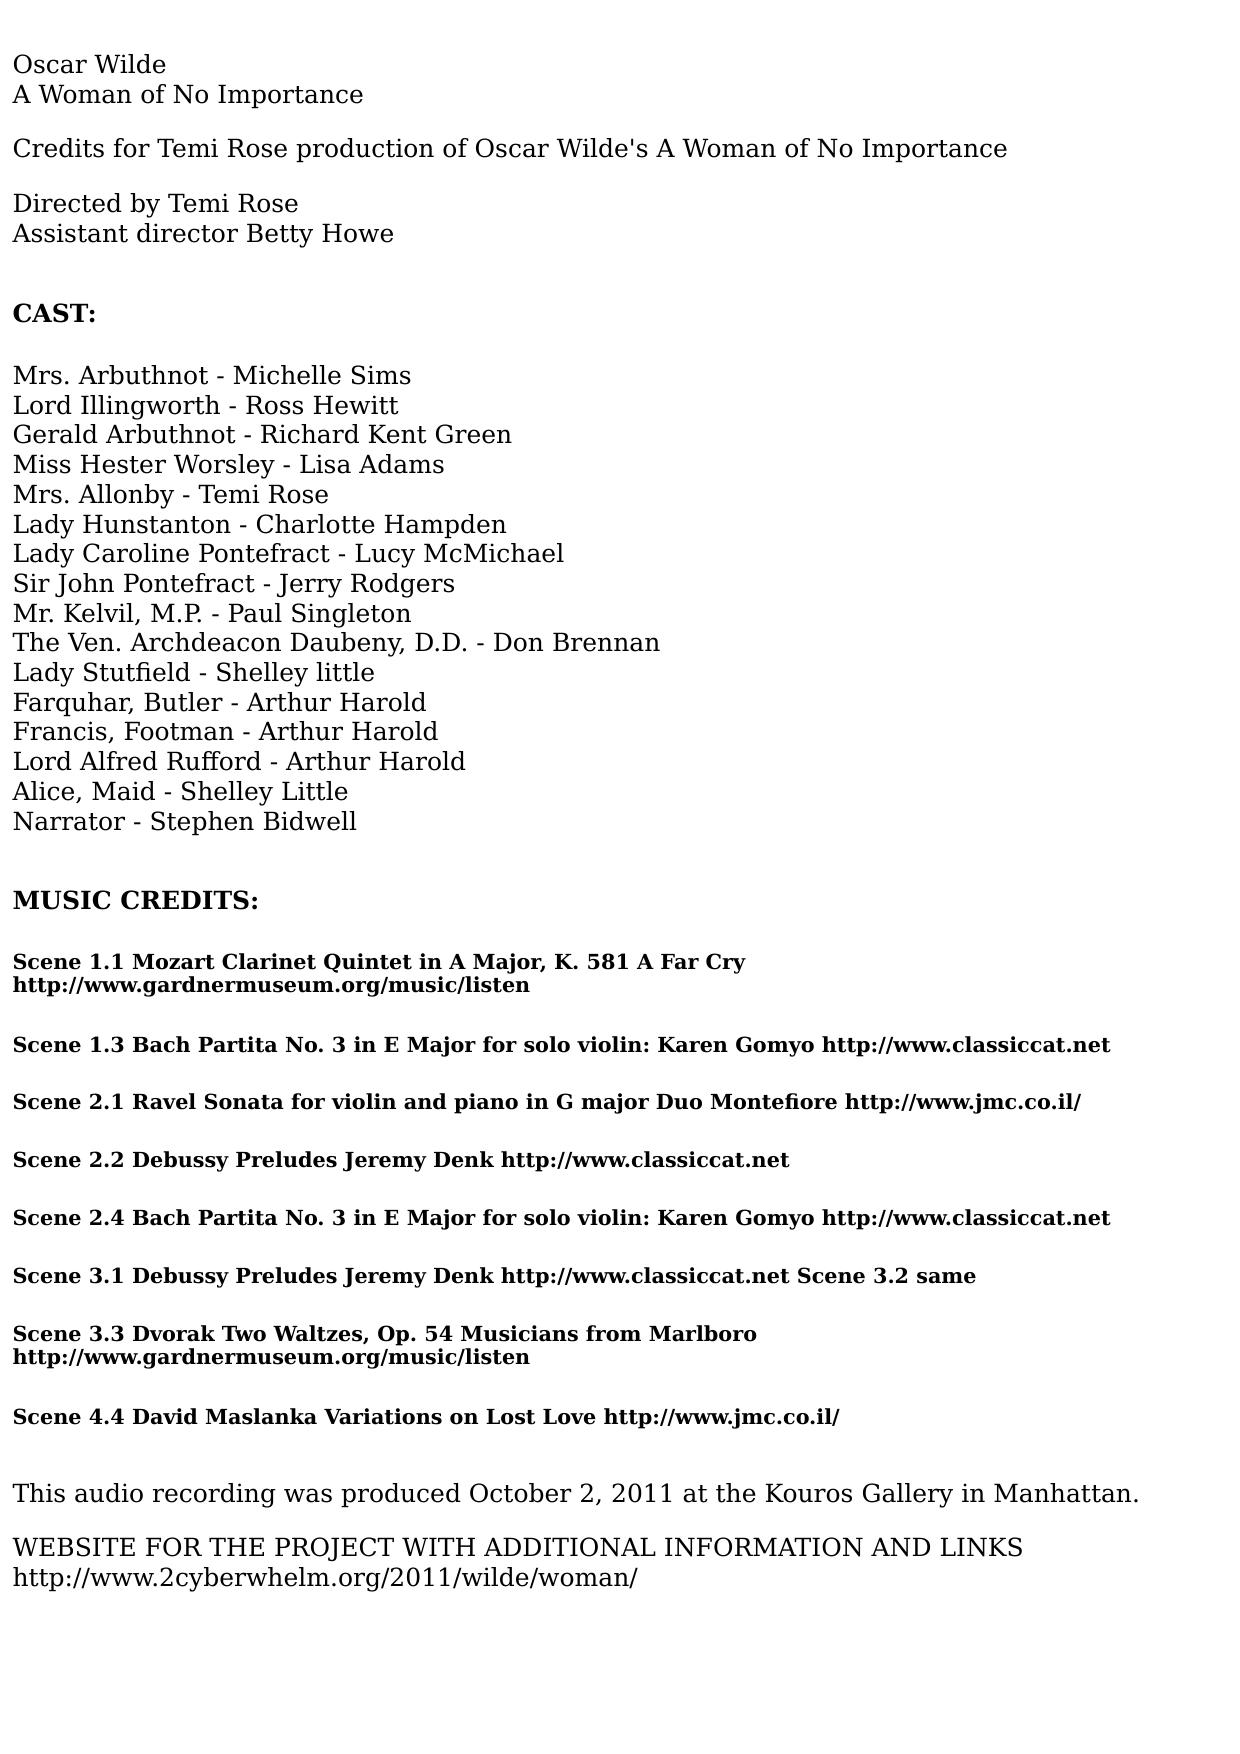 Oscar Wilde
A Woman of No Importance
Credits for Temi Rose production of Oscar Wilde's A Woman of No Importance
Directed by Temi Rose
Assistant director Betty Howe
CAST:
Mrs. Arbuthnot - Michelle Sims
Lord Illingworth - Ross Hewitt
Gerald Arbuthnot - Richard Kent Green
Miss Hester Worsley - Lisa Adams
Mrs. Allonby - Temi Rose
Lady Hunstanton - Charlotte Hampden
Lady Caroline Pontefract - Lucy McMichael
Sir John Pontefract - Jerry Rodgers
Mr. Kelvil, M.P. - Paul Singleton
The Ven. Archdeacon Daubeny, D.D. - Don Brennan
Lady Stutfield - Shelley little
Farquhar, Butler - Arthur Harold
Francis, Footman - Arthur Harold
Lord Alfred Rufford - Arthur Harold
Alice, Maid - Shelley Little
Narrator - Stephen Bidwell
MUSIC CREDITS:
Scene 1.1 Mozart Clarinet Quintet in A Major, K. 581 A Far Cry
http://www.gardnermuseum.org/music/listen
Scene 1.3 Bach Partita No. 3 in E Major for solo violin: Karen Gomyo http://www.classiccat.net
Scene 2.1 Ravel Sonata for violin and piano in G major Duo Montefiore http://www.jmc.co.il/
Scene 2.2 Debussy Preludes Jeremy Denk http://www.classiccat.net
Scene 2.4 Bach Partita No. 3 in E Major for solo violin: Karen Gomyo http://www.classiccat.net
Scene 3.1 Debussy Preludes Jeremy Denk http://www.classiccat.net Scene 3.2 same
Scene 3.3 Dvorak Two Waltzes, Op. 54 Musicians from Marlboro
http://www.gardnermuseum.org/music/listen
Scene 4.4 David Maslanka Variations on Lost Love http://www.jmc.co.il/
This audio recording was produced October 2, 2011 at the Kouros Gallery in Manhattan.
WEBSITE FOR THE PROJECT WITH ADDITIONAL INFORMATION AND LINKS
http://www.2cyberwhelm.org/2011/wilde/woman/